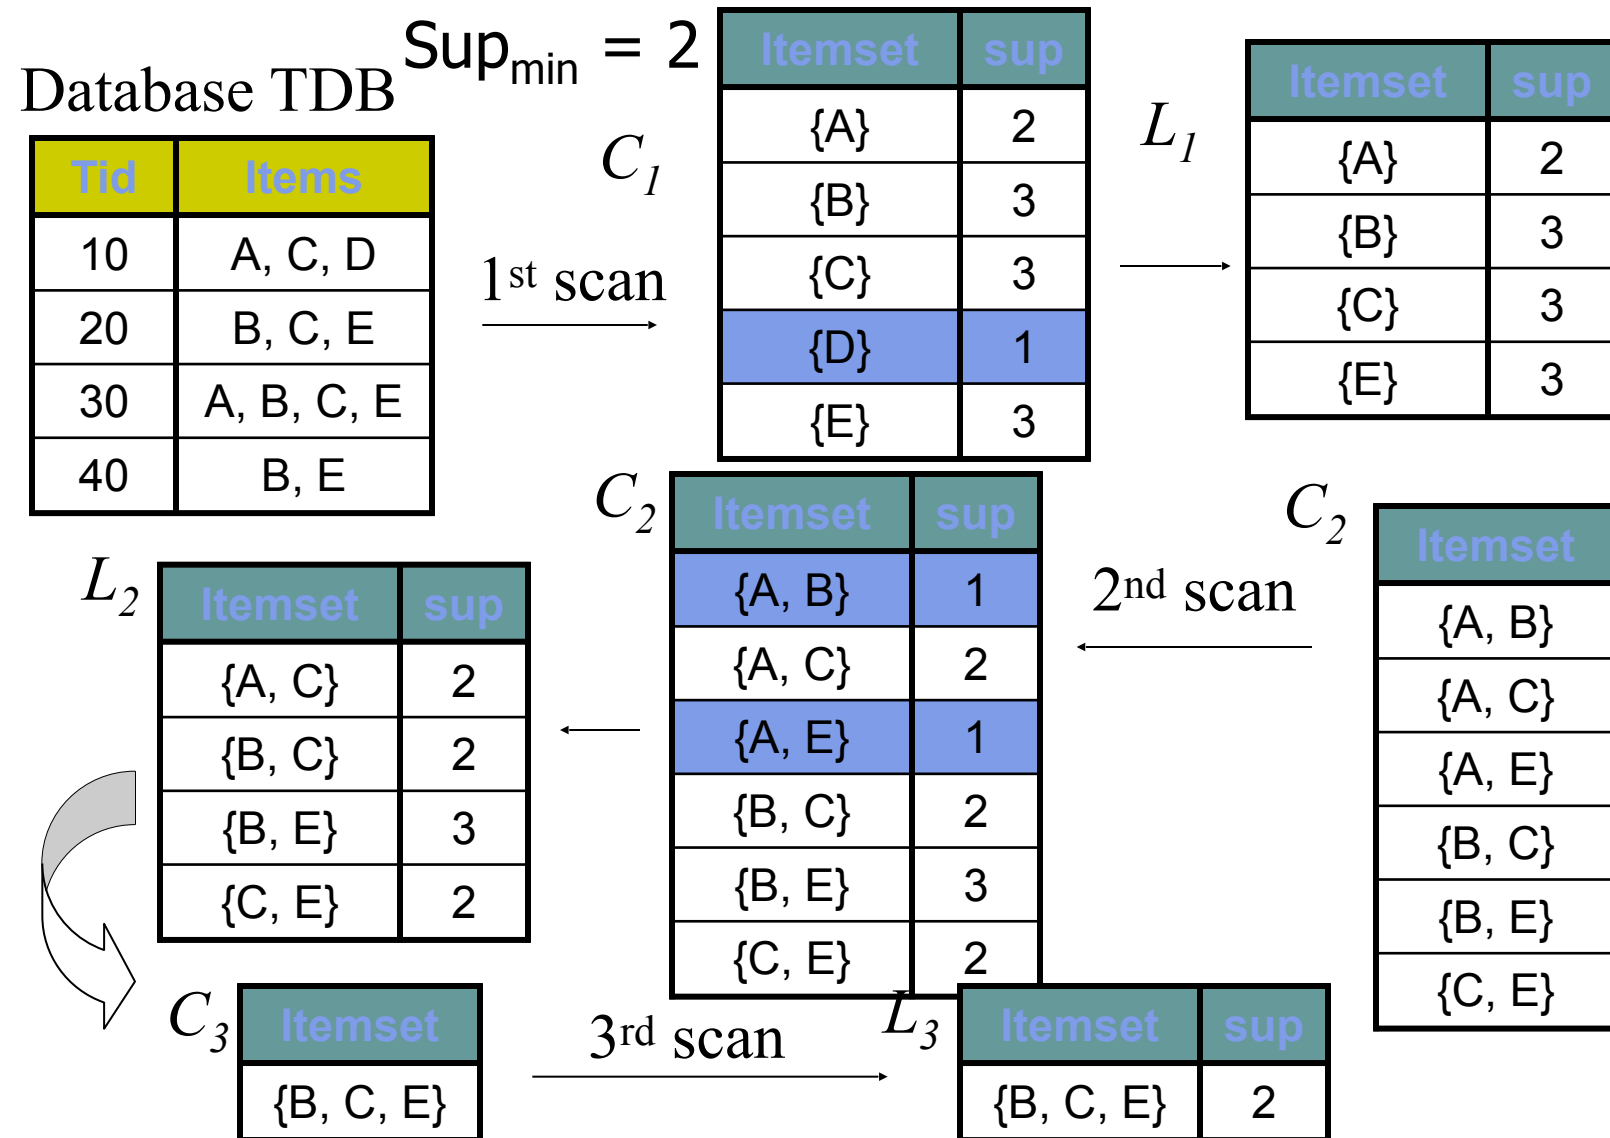 Sup_min = 2
Database TDB
Tid Items
10 A, C, D
20 B, C, E
30 A, B, C, E
40 B, E
1st scan
C1
Itemset sup
{A} 2
{B} 3
{C} 3
{D} 1
{E} 3
L1
Itemset sup
{A} 2
{B} 3
{C} 3
{E} 3
C2
Itemset
{A, B}
{A, C}
{A, E}
{B, C}
{B, E}
{C, E}
2nd scan
C2
Itemset sup
{A, B} 1
{A, C} 2
{A, E} 1
{B, C} 2
{B, E} 3
{C, E} 2
L2
Itemset sup
{A, C} 2
{B, C} 2
{B, E} 3
{C, E} 2
C3
Itemset
{B, C, E}
3rd scan
L3
Itemset sup
{B, C, E} 2